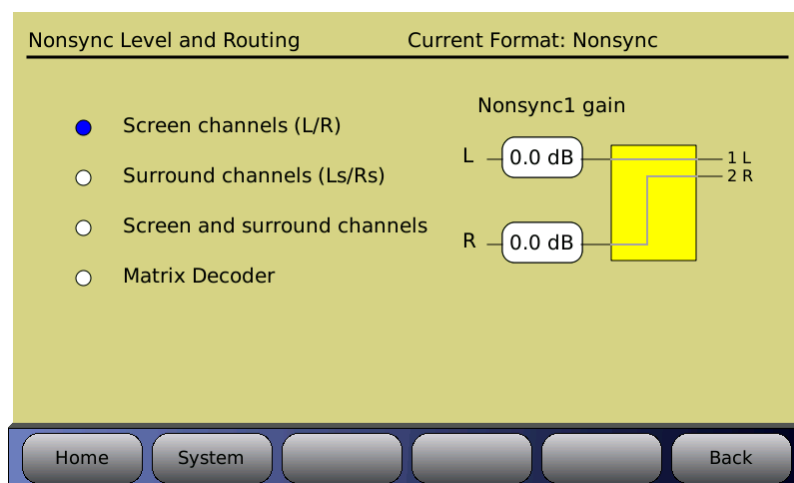 Nonsync Level and Routing Current Format: Nonsync
Nonsync1 gain
Screen channels (L/R)
Surround channels (Ls/Rs)
Screen and surround channels
Matrix Decoder
L 0.0 dB 1 L
2 R
R 0.0 dB
Home System Back